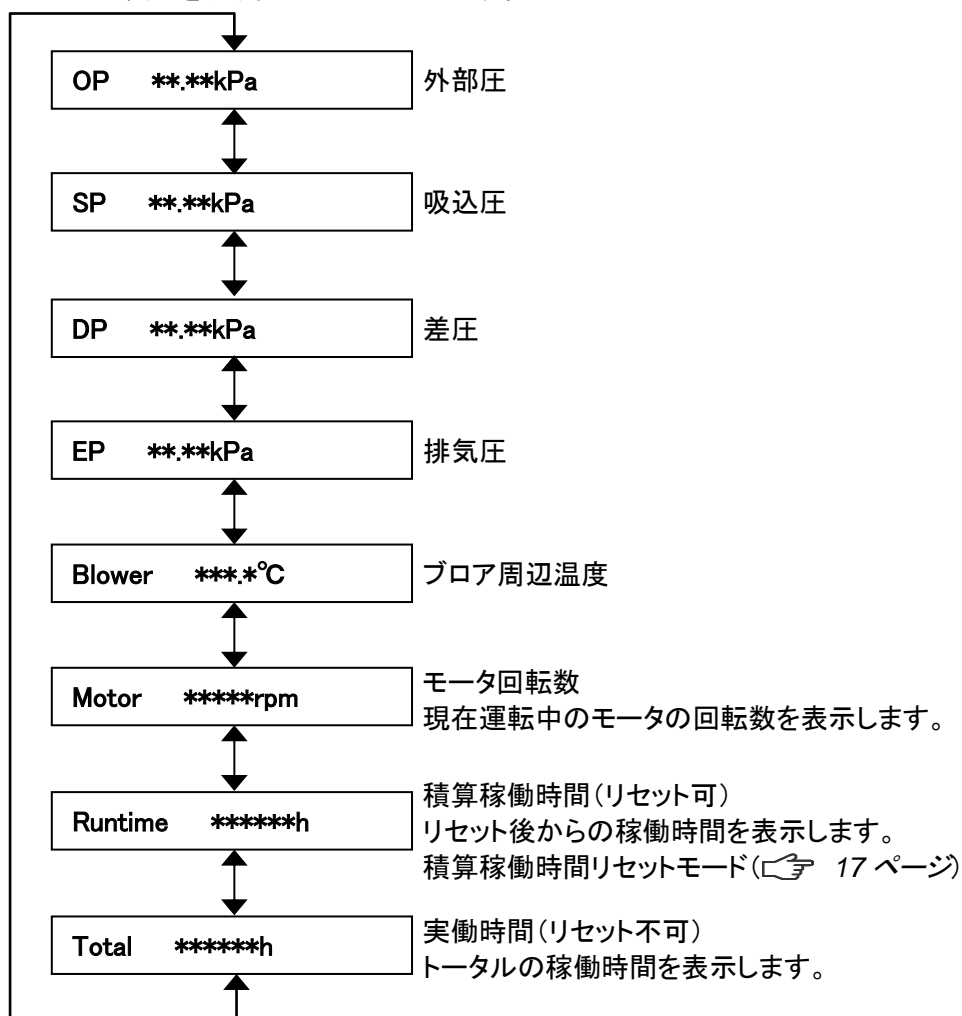 OP **.**kPa 外部圧
SP **.**kPa 吸込圧
DP **.**kPa 差圧
EP **.**kPa 排気圧
Blower ***.*℃ ブロア周辺温度
モータ回転数
Motor *****rpm
現在運転中のモータの回転数を表示します。
積算稼働時間(リセット可)
Runtime ******h
リセット後からの稼働時間を表示します。
積算稼働時間リセットモード(☞ 17 ページ)
実働時間(リセット不可)
Total ******h
トータルの稼働時間を表示します。